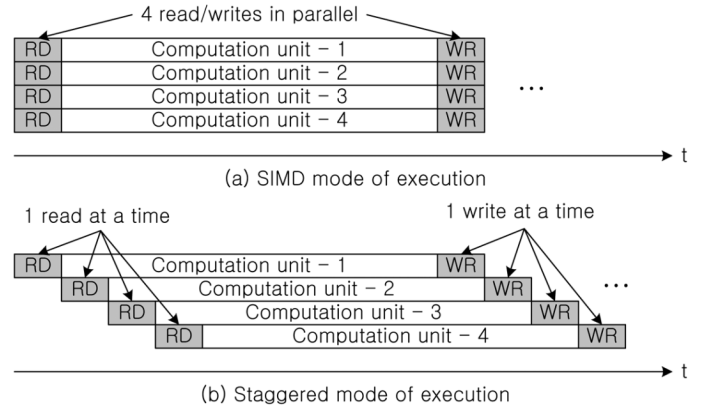 4 read/writes in parallel
RD Computation unit - 1 WR
RD Computation unit - 2 WR
RD Computation unit - 3 WR
RD Computation unit - 4 WR
...
t
(a) SIMD mode of execution
1 read at a time 1 write at a time
RD Computation unit - 1 WR
RD Computation unit - 2 WR
RD Computation unit - 3 WR
RD Computation unit - 4 WR
...
t
(b) Staggered mode of execution